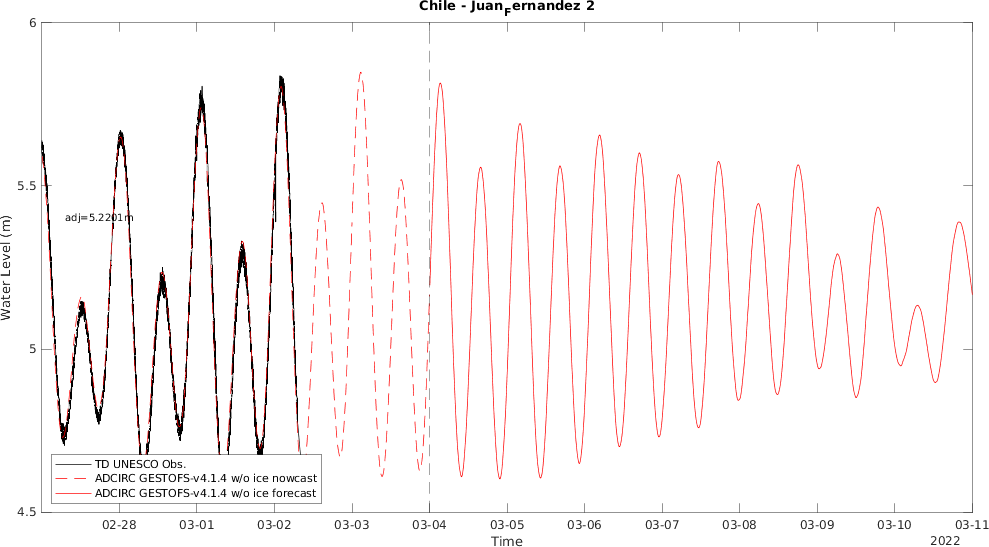 Chile - Juan_Fernandez 2
6
5.5
5
4.5
Water Level (m)
adj=5.2201m
TD UNESCO Obs.
ADCIRC GESTOFS-v4.1.4 w/o ice nowcast
ADCIRC GESTOFS-v4.1.4 w/o ice forecast
02-28 03-01 03-02 03-03 03-04 03-05 03-06 03-07 03-08 03-09 03-10 03-11
Time
2022